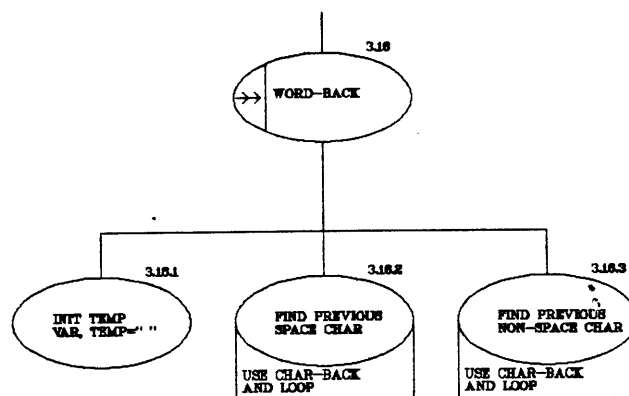 3.16
WORD-BACK
3.16.1
3.16.2
3.16.3
INIT TEMP
VAR, TEMP=" "
FIND PREVIOUS
SPACE CHAR
FIND PREVIOUS
NON-SPACE CHAR
USE CHAR-BACK
AND LOOP
USE CHAR-BACK
AND LOOP